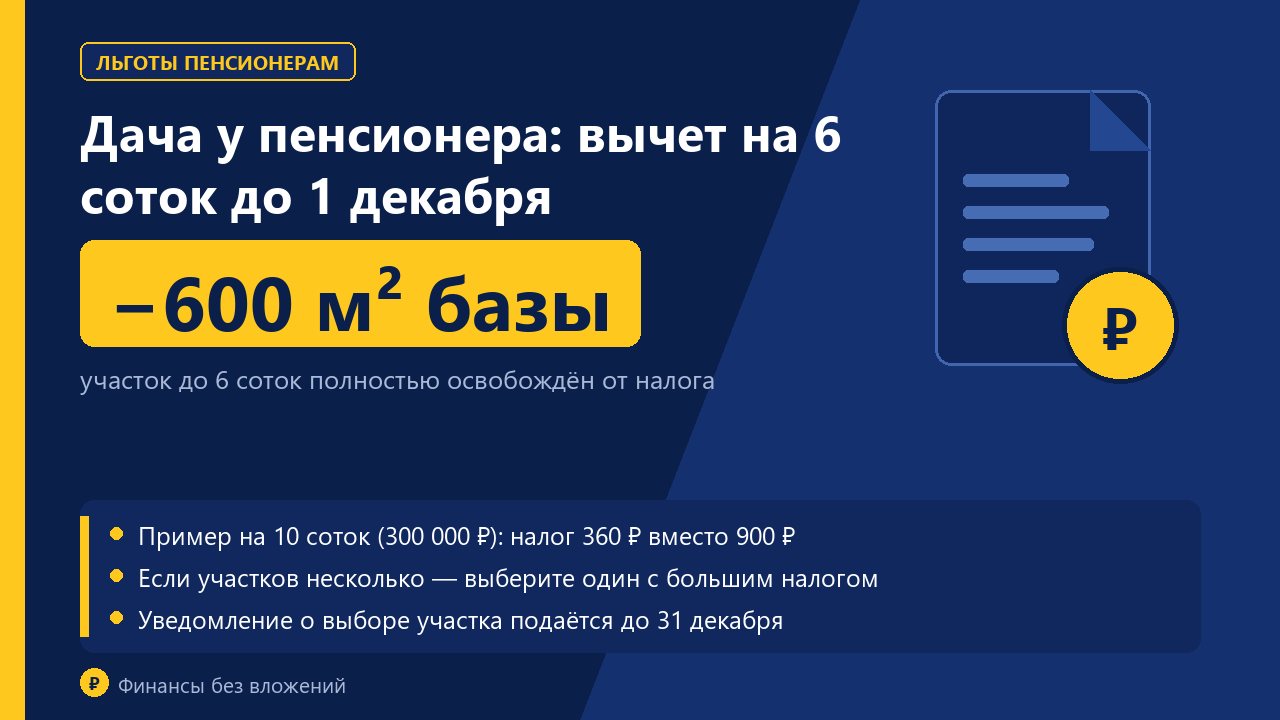 ЛЬГОТЫ ПЕНСИОНЕРАМ
Дача у пенсионера: вычет на 6
соток до 1 декабря
−600 м² базы
участок до 6 соток полностью освобождён от налога
₽
Пример на 10 соток (300 000 ₽): налог 360 ₽ вместо 900 ₽
Если участков несколько — выберите один с большим налогом
Уведомление о выборе участка подаётся до 31 декабря
₽ Финансы без вложений